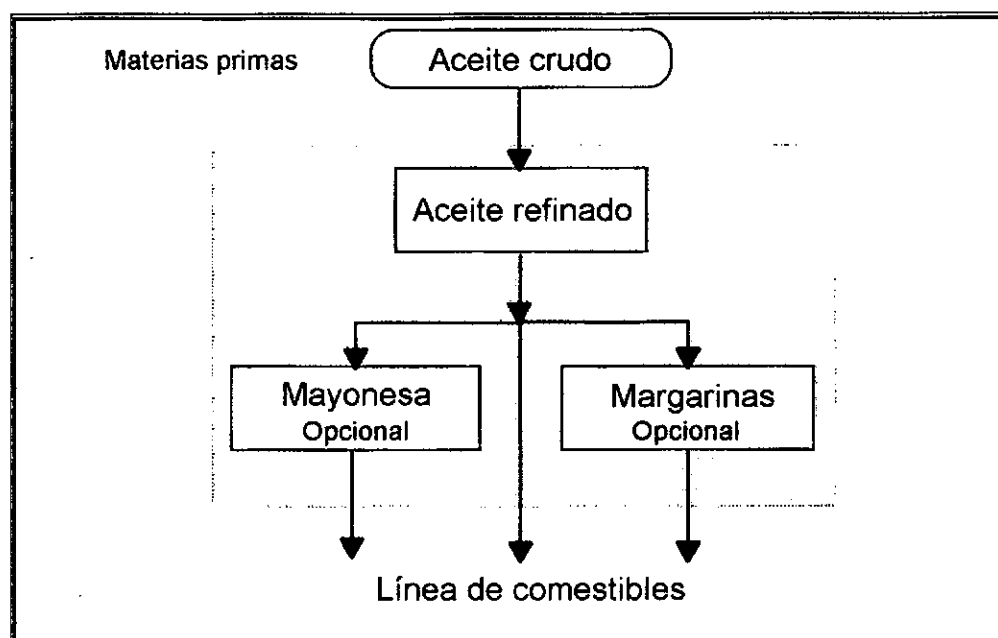 Materias primas
Aceite crudo
Aceite refinado
Mayonesa
Opcional
Margarinas
Opcional
Línea de comestibles